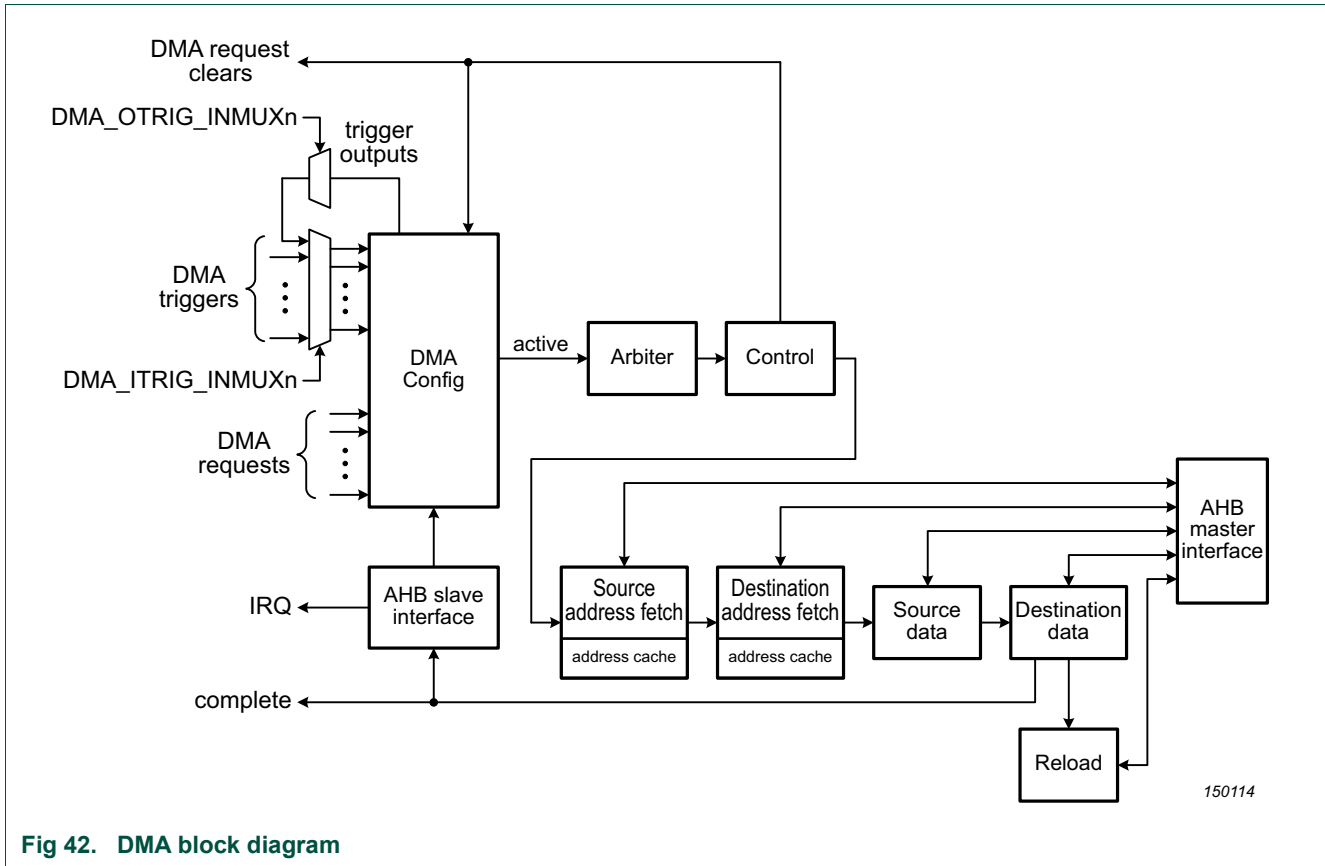 DMA request
clears
DMA_OTRIG_INMUXn
trigger
outputs
DMA
triggers
DMA_ITRIG_INMUXn
DMA
requests
DMA
Config
active
Arbiter
Control
AHB
master
interface
IRQ
AHB slave
interface
Source
address fetch
address cache
Destination
address fetch
address cache
Source
data
Destination
data
complete
Reload
150114
Fig 42. DMA block diagram